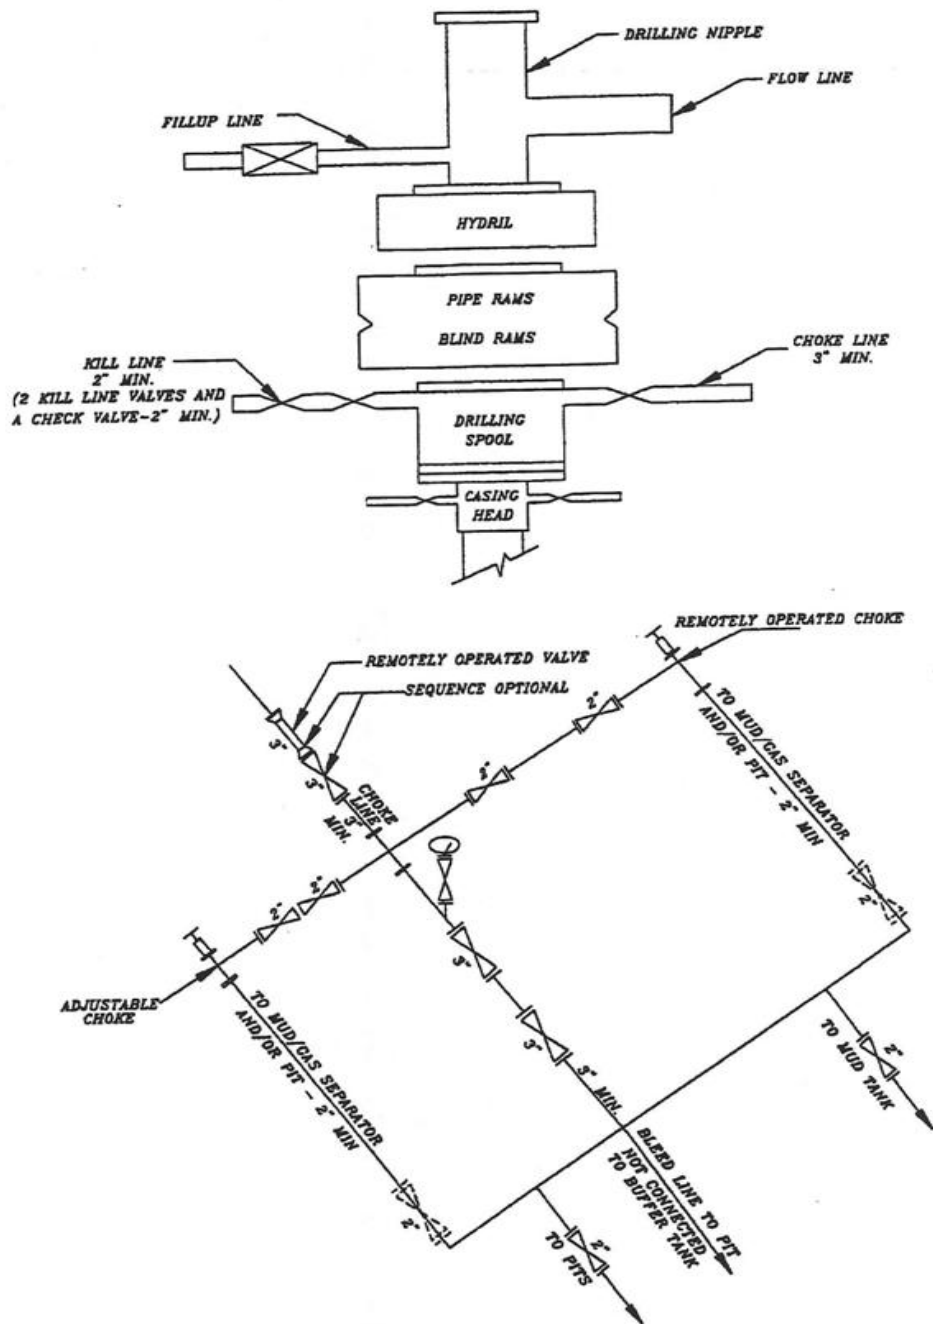 DRILLING NIPPLE
FLOW LINE
FILLUP LINE
HYDRIL
PIPE RAMS
BLIND RAMS
CHOKE LINE
3" MIN.
KILL LINE
2" MIN.
(2 KILL LINE VALVES AND
A CHECK VALVE-2" MIN.)
DRILLING
SPOOL
CASING
HEAD
REMOTELY OPERATED CHOKE
REMOTELY OPERATED VALVE
SEQUENCE OPTIONAL
3"
3"
CHOKE
LINE
3"
MIN.
2"
2"
TO MUD/GAS SEPARATOR
AND/OR PIT - 2" MIN
2"
2"
2"
3"
3"
3" MIN.
ADJUSTABLE
CHOKE
TO MUD/GAS SEPARATOR
AND/OR PIT - 2" MIN
2"
2"
TO MUD TANK
BLEED LINE TO PIT
NOT CONNECTED
TO BUFFER TANK
2"
TO PITS